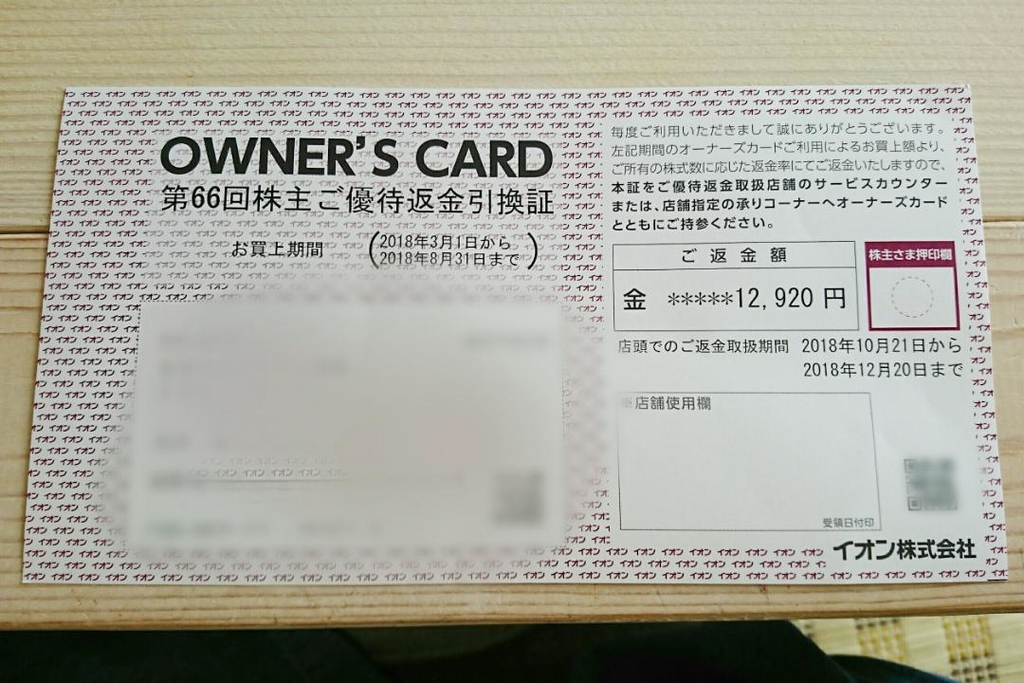 OWNER'S CARD
第66回株主ご優待返金引換証
お買上期間
(2018年3月1日から
2018年8月31日まで)
毎度ご利用いただきまして誠にありがとうございます。
左記期間のオーナーズカードご利用によるお買上額より、
ご所有の株式数に応じた返金率にてご返金いたしますので、
本証をご優待返金取扱店舗のサービスカウンター
または、店舗指定の承りコーナーへオーナーズカード
とともにご持参ください。
ご返金額
金 *****12,920 円
株主さま押印欄
店頭でのご返金取扱期間 2018年10月21日から
2018年12月20日まで
※店舗使用欄
受領日付印
イオン株式会社